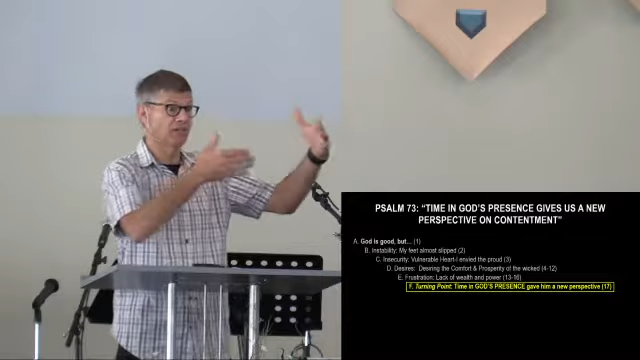 PSALM 73: “TIME IN GOD’S PRESENCE GIVES US A NEW
PERSPECTIVE ON CONTENTMENT”
A. God is good, but... (1)
B. Instability: My feet almost slipped (2)
C. Insecurity: Vulnerable Heart-I envied the proud (3)
D. Desires: Desiring the Comfort & Prosperity of the wicked (4-12)
E. Frustration: Lack of wealth and power (13-16)
F. Turning Point: Time in GOD’S PRESENCE gave him a new perspective (17)